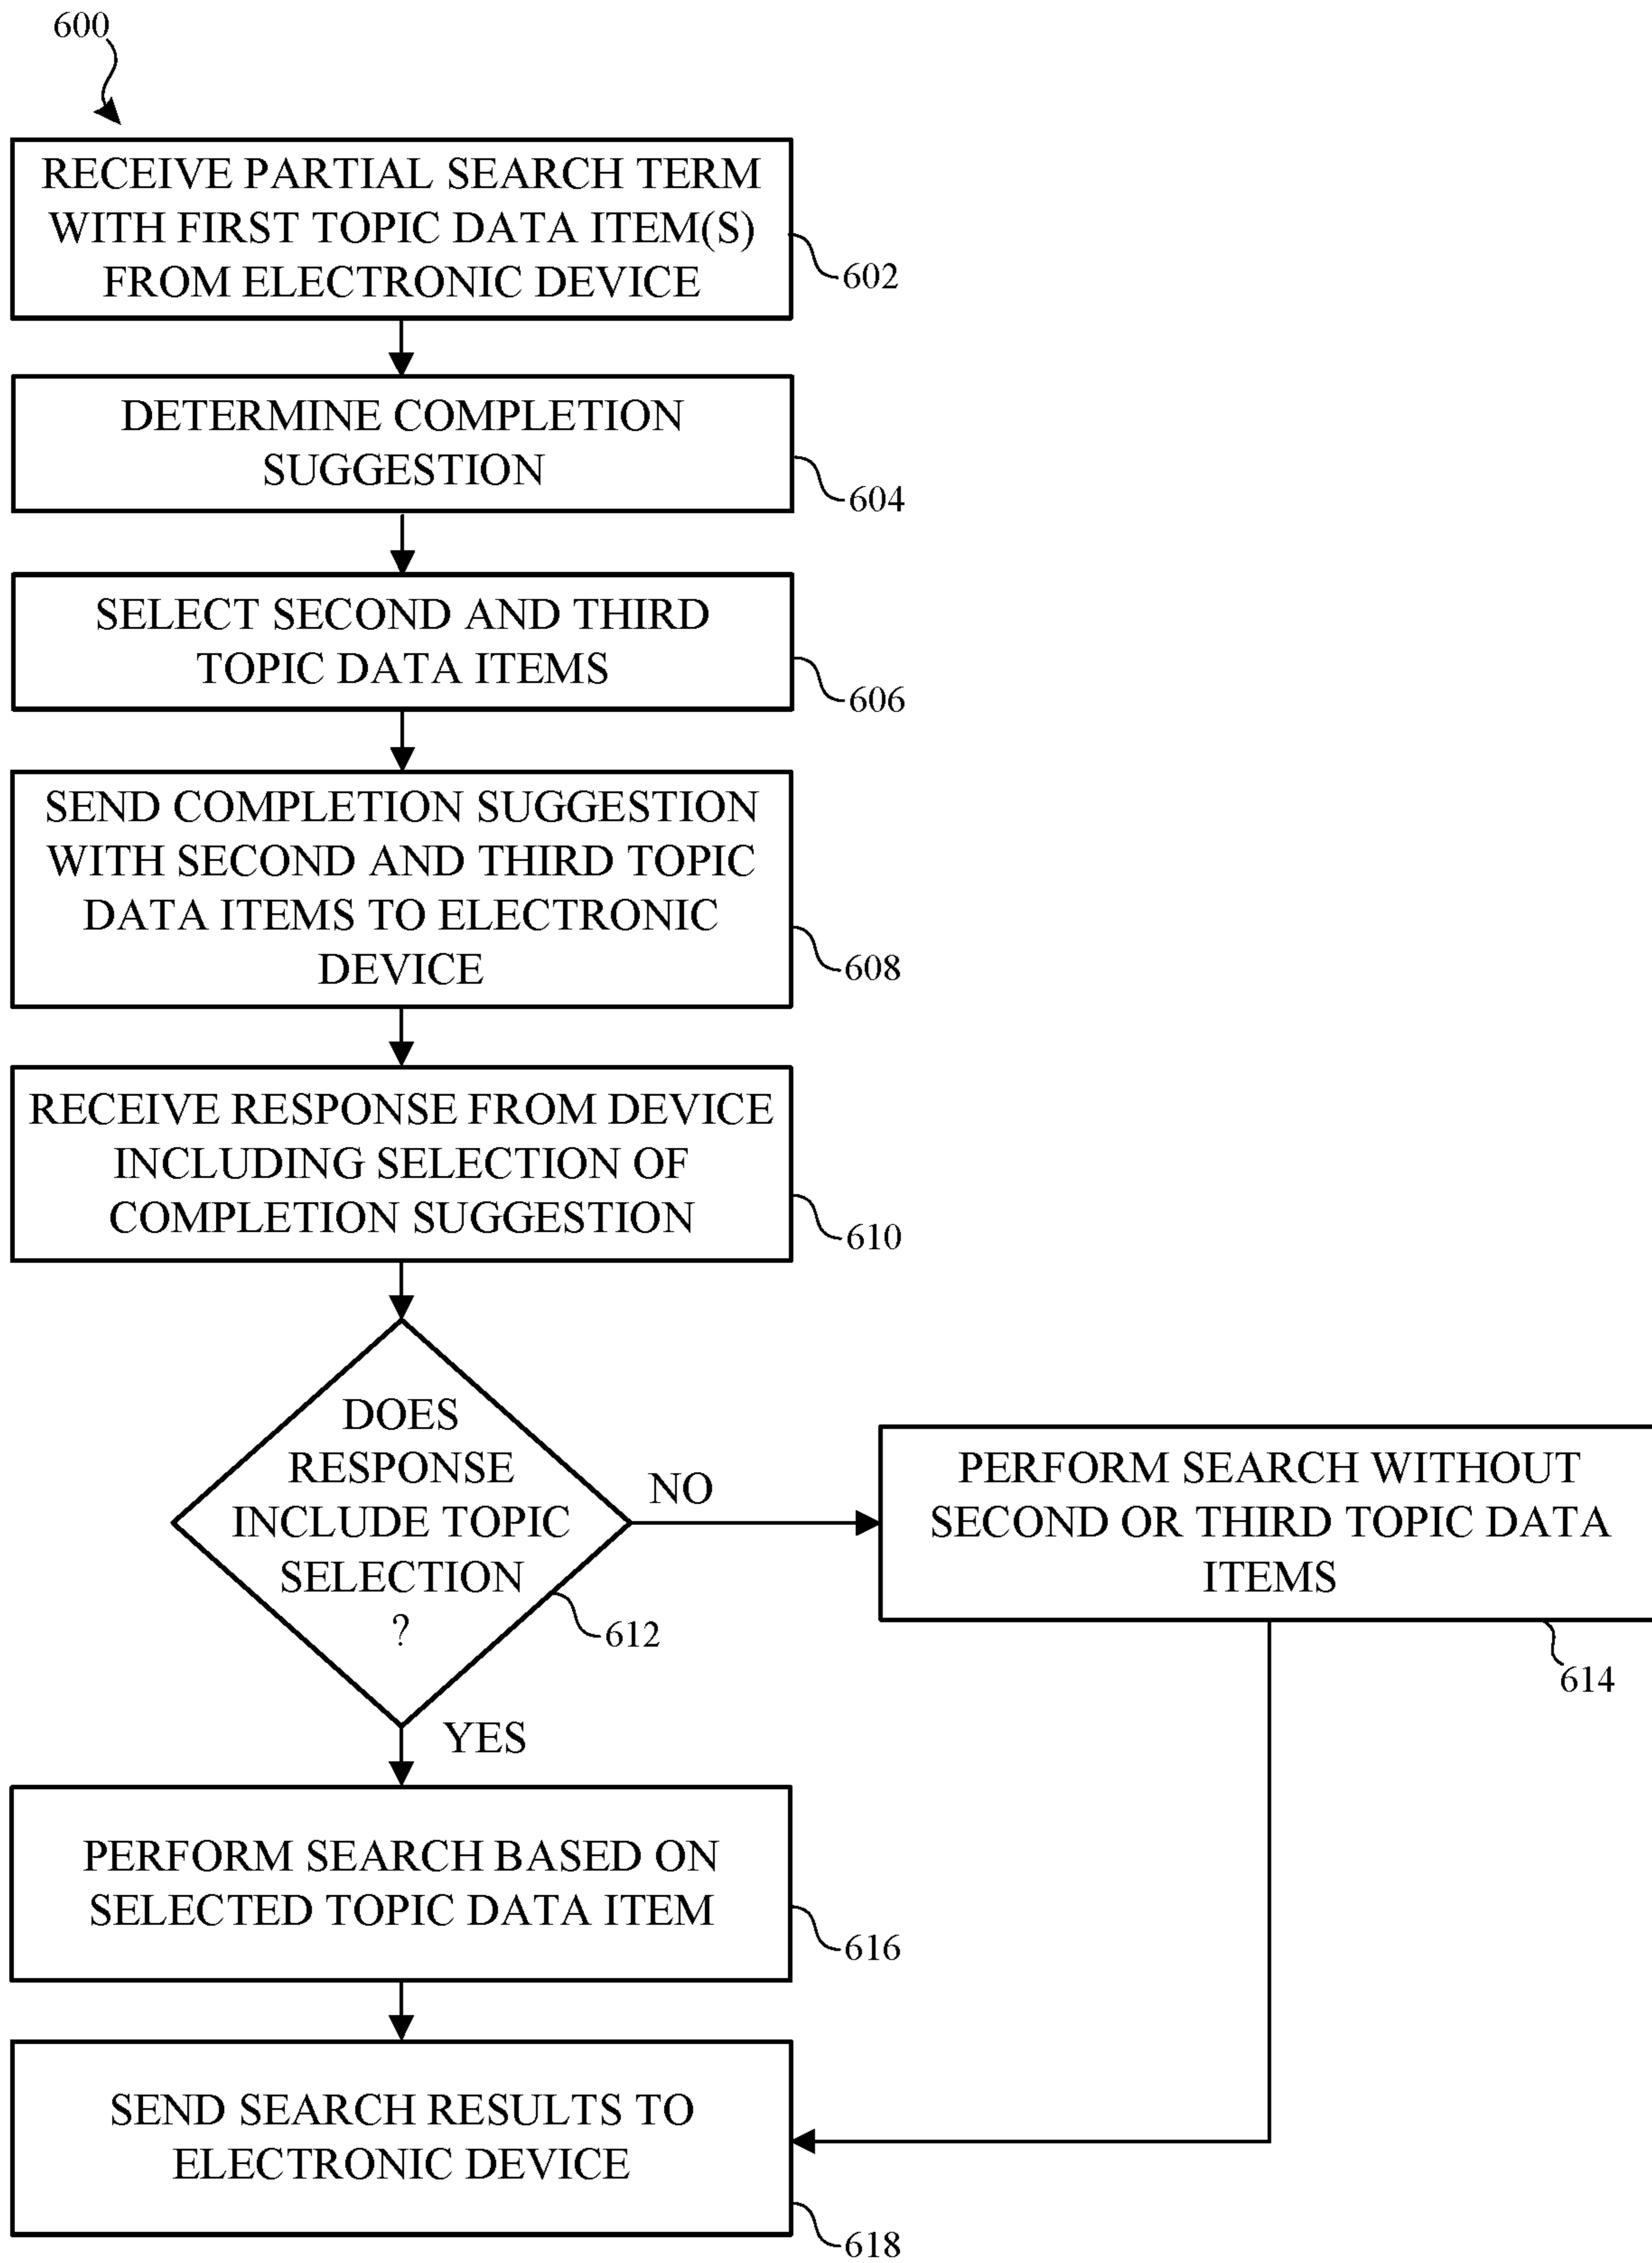 600
RECEIVE PARTIAL SEARCH TERM
WITH FIRST TOPIC DATA ITEM(S)
FROM ELECTRONIC DEVICE
602
DETERMINE COMPLETION
SUGGESTION
604
SELECT SECOND AND THIRD
TOPIC DATA ITEMS
606
SEND COMPLETION SUGGESTION
WITH SECOND AND THIRD TOPIC
DATA ITEMS TO ELECTRONIC
DEVICE
608
RECEIVE RESPONSE FROM DEVICE
INCLUDING SELECTION OF
COMPLETION SUGGESTION
610
DOES
RESPONSE
INCLUDE TOPIC
SELECTION
?
612
NO
PERFORM SEARCH WITHOUT
SECOND OR THIRD TOPIC DATA
ITEMS
614
YES
PERFORM SEARCH BASED ON
SELECTED TOPIC DATA ITEM
616
SEND SEARCH RESULTS TO
ELECTRONIC DEVICE
618